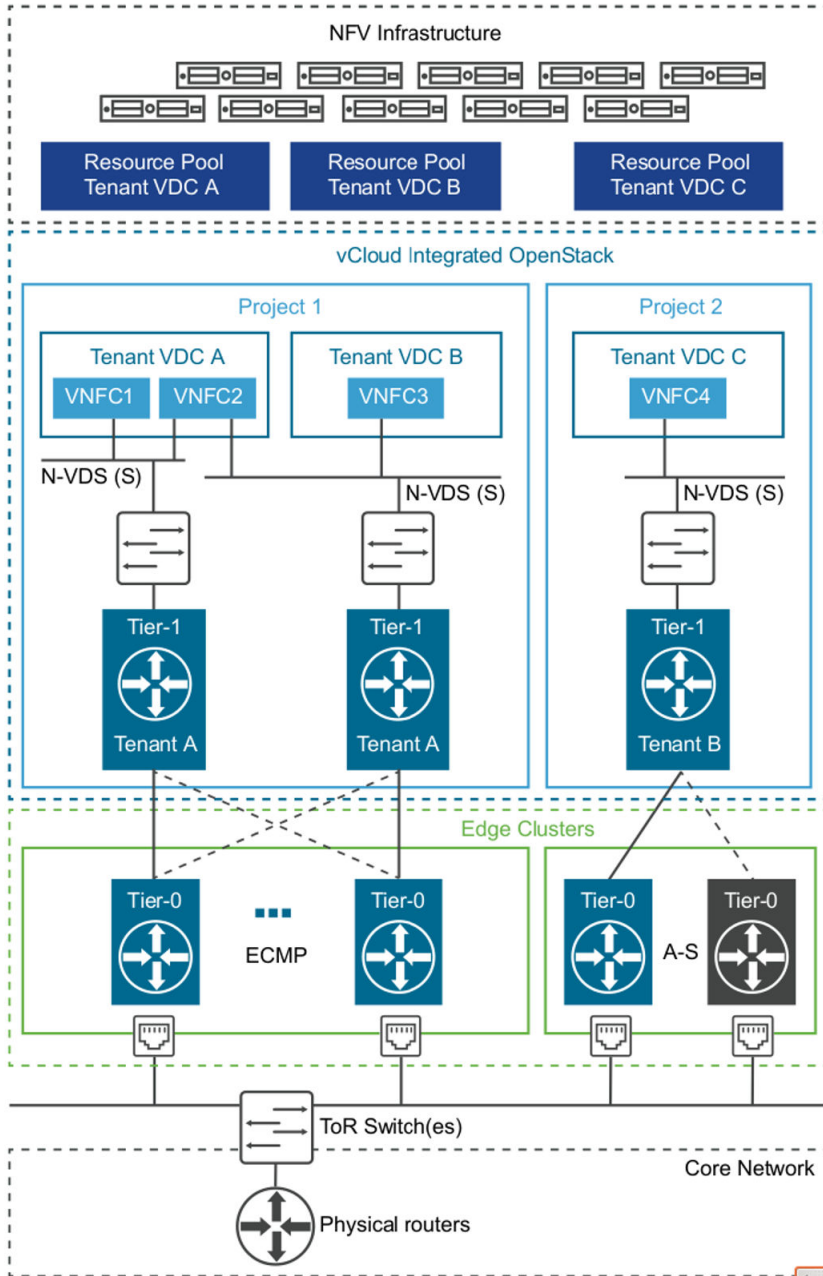 NFV Infrastructure
Resource Pool
Tenant VDC A
Resource Pool
Tenant VDC B
Resource Pool
Tenant VDC C
vCloud Integrated OpenStack
Project 1
Project 2
Tenant VDC A
Tenant VDC B
Tenant VDC C
VNFC1
VNFC2
VNFC3
VNFC4
N-VDS (S)
N-VDS (S)
N-VDS (S)
Tier-1
Tenant A
Tier-1
Tenant A
Tier-1
Tenant B
Edge Clusters
Tier-0
ECMP
Tier-0
Tier-0
A-S
Tier-0
ToR Switch(es)
Core Network
Physical routers